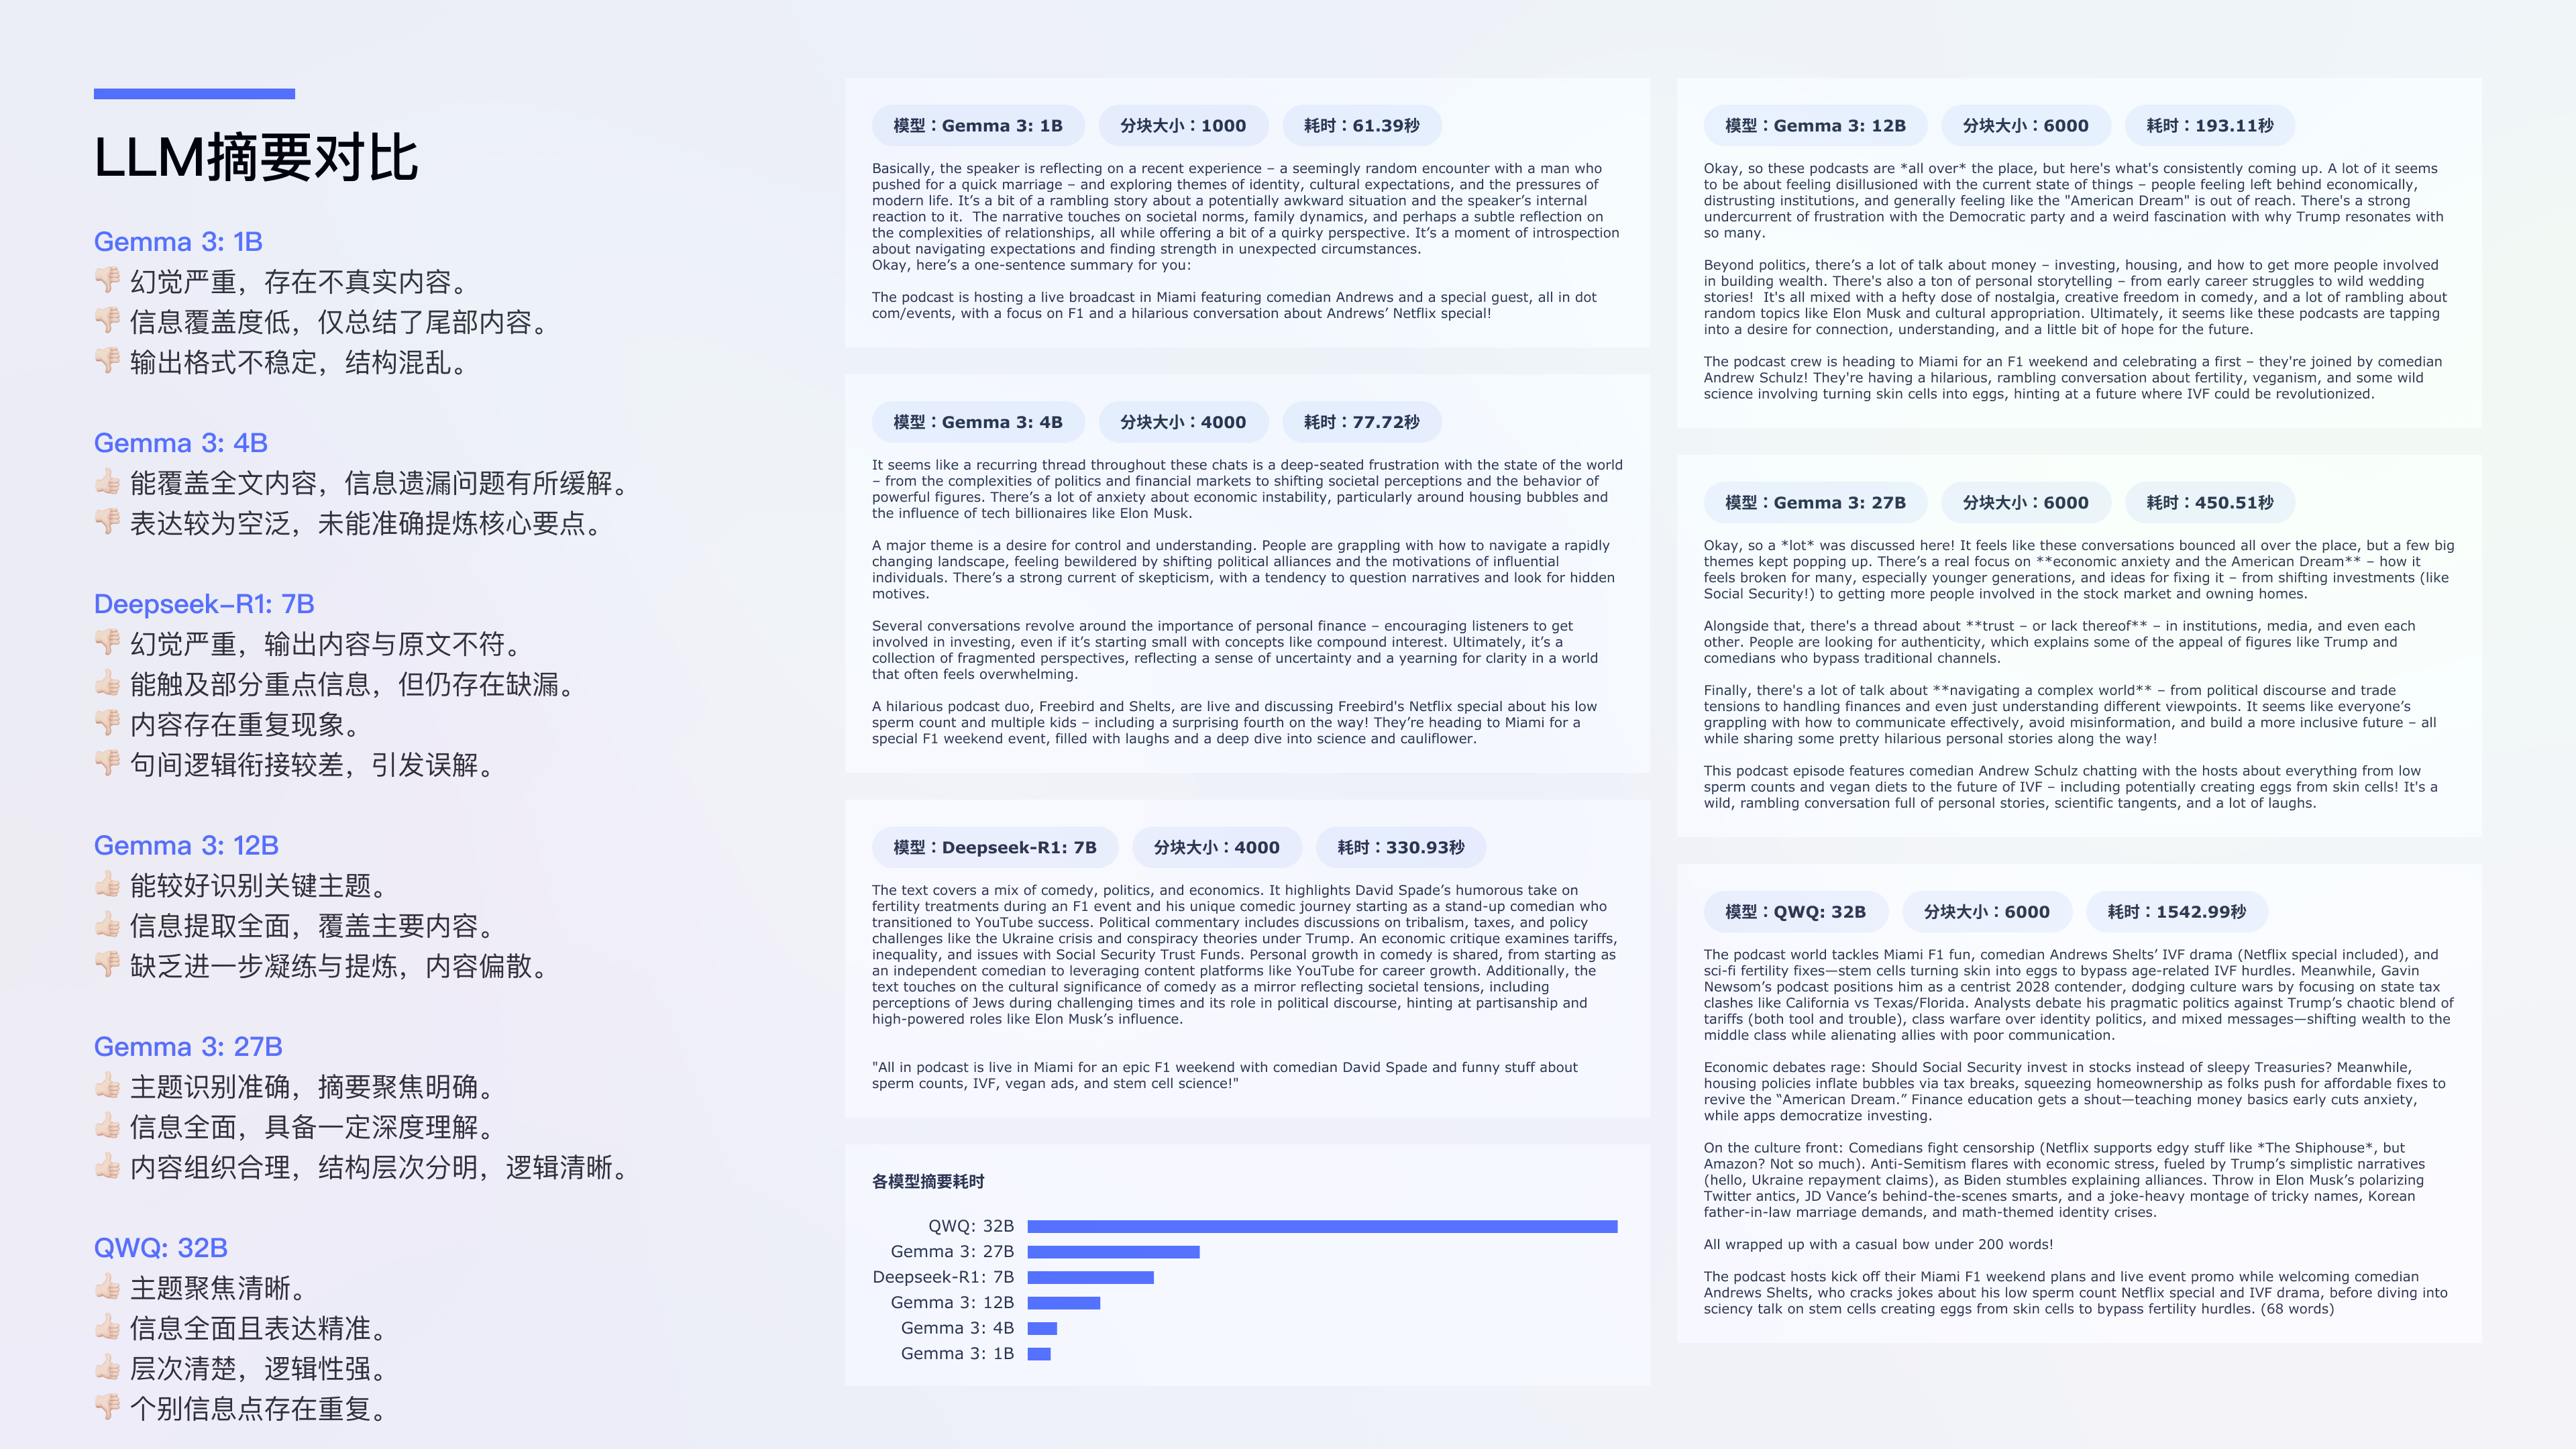 LLM摘要对比
Gemma 3: 1B
👎🏻 幻觉严重，存在不真实内容。
👎🏻 信息覆盖度低，仅总结了尾部内容。
👎🏻 输出格式不稳定，结构混乱。
Gemma 3: 4B
👍🏻 能覆盖全文内容，信息遗漏问题有所缓解。
👎🏻 表达较为空泛，未能准确提炼核心要点。
Deepseek–R1: 7B
👎🏻 幻觉严重，输出内容与原文不符。
👍🏻 能触及部分重点信息，但仍存在缺漏。
👎🏻 内容存在重复现象。
👎🏻 句间逻辑衔接较差，引发误解。
Gemma 3: 12B
👍🏻 能较好识别关键主题。
👍🏻 信息提取全面，覆盖主要内容。
👎🏻 缺乏进一步凝练与提炼，内容偏散。
Gemma 3: 27B
👍🏻 主题识别准确，摘要聚焦明确。
👍🏻 信息全面，具备一定深度理解。
👍🏻 内容组织合理，结构层次分明，逻辑清晰。
QWQ: 32B
👍🏻 主题聚焦清晰。
👍🏻 信息全面且表达精准。
👍🏻 层次清楚，逻辑性强。
👎🏻 个别信息点存在重复。
模型：Gemma 3: 1B 分块大小：1000 耗时：61.39秒
Basically, the speaker is reflecting on a recent experience – a seemingly random encounter with a man who
pushed for a quick marriage – and exploring themes of identity, cultural expectations, and the pressures of
modern life. It’s a bit of a rambling story about a potentially awkward situation and the speaker’s internal
reaction to it.  The narrative touches on societal norms, family dynamics, and perhaps a subtle reflection on
the complexities of relationships, all while offering a bit of a quirky perspective. It’s a moment of introspection
about navigating expectations and finding strength in unexpected circumstances.
Okay, here’s a one-sentence summary for you:
The podcast is hosting a live broadcast in Miami featuring comedian Andrews and a special guest, all in dot
com/events, with a focus on F1 and a hilarious conversation about Andrews’ Netflix special!
模型：Gemma 3: 4B 分块大小：4000 耗时：77.72秒
It seems like a recurring thread throughout these chats is a deep-seated frustration with the state of the world
– from the complexities of politics and financial markets to shifting societal perceptions and the behavior of
powerful figures. There’s a lot of anxiety about economic instability, particularly around housing bubbles and
the influence of tech billionaires like Elon Musk.
A major theme is a desire for control and understanding. People are grappling with how to navigate a rapidly
changing landscape, feeling bewildered by shifting political alliances and the motivations of influential
individuals. There’s a strong current of skepticism, with a tendency to question narratives and look for hidden
motives.
Several conversations revolve around the importance of personal finance – encouraging listeners to get
involved in investing, even if it’s starting small with concepts like compound interest. Ultimately, it’s a
collection of fragmented perspectives, reflecting a sense of uncertainty and a yearning for clarity in a world
that often feels overwhelming.
A hilarious podcast duo, Freebird and Shelts, are live and discussing Freebird's Netflix special about his low
sperm count and multiple kids – including a surprising fourth on the way! They’re heading to Miami for a
special F1 weekend event, filled with laughs and a deep dive into science and cauliflower.
模型：Deepseek-R1: 7B 分块大小：4000 耗时：330.93秒
The text covers a mix of comedy, politics, and economics. It highlights David Spade’s humorous take on
fertility treatments during an F1 event and his unique comedic journey starting as a stand-up comedian who
transitioned to YouTube success. Political commentary includes discussions on tribalism, taxes, and policy
challenges like the Ukraine crisis and conspiracy theories under Trump. An economic critique examines tariffs,
inequality, and issues with Social Security Trust Funds. Personal growth in comedy is shared, from starting as
an independent comedian to leveraging content platforms like YouTube for career growth. Additionally, the
text touches on the cultural significance of comedy as a mirror reflecting societal tensions, including
perceptions of Jews during challenging times and its role in political discourse, hinting at partisanship and
high-powered roles like Elon Musk’s influence.
"All in podcast is live in Miami for an epic F1 weekend with comedian David Spade and funny stuff about
sperm counts, IVF, vegan ads, and stem cell science!"
各模型摘要耗时
QWQ: 32B
Gemma 3: 27B
Deepseek-R1: 7B
Gemma 3: 12B
Gemma 3: 4B
Gemma 3: 1B
模型：Gemma 3: 12B 分块大小：6000 耗时：193.11秒
Okay, so these podcasts are *all over* the place, but here's what's consistently coming up. A lot of it seems
to be about feeling disillusioned with the current state of things – people feeling left behind economically,
distrusting institutions, and generally feeling like the "American Dream" is out of reach. There's a strong
undercurrent of frustration with the Democratic party and a weird fascination with why Trump resonates with
so many.
Beyond politics, there’s a lot of talk about money – investing, housing, and how to get more people involved
in building wealth. There's also a ton of personal storytelling – from early career struggles to wild wedding
stories!  It's all mixed with a hefty dose of nostalgia, creative freedom in comedy, and a lot of rambling about
random topics like Elon Musk and cultural appropriation. Ultimately, it seems like these podcasts are tapping
into a desire for connection, understanding, and a little bit of hope for the future.
The podcast crew is heading to Miami for an F1 weekend and celebrating a first – they're joined by comedian
Andrew Schulz! They're having a hilarious, rambling conversation about fertility, veganism, and some wild
science involving turning skin cells into eggs, hinting at a future where IVF could be revolutionized.
模型：Gemma 3: 27B 分块大小：6000 耗时：450.51秒
Okay, so a *lot* was discussed here! It feels like these conversations bounced all over the place, but a few big
themes kept popping up. There’s a real focus on **economic anxiety and the American Dream** – how it
feels broken for many, especially younger generations, and ideas for fixing it – from shifting investments (like
Social Security!) to getting more people involved in the stock market and owning homes.
Alongside that, there's a thread about **trust – or lack thereof** – in institutions, media, and even each
other. People are looking for authenticity, which explains some of the appeal of figures like Trump and
comedians who bypass traditional channels.
Finally, there's a lot of talk about **navigating a complex world** – from political discourse and trade
tensions to handling finances and even just understanding different viewpoints. It seems like everyone’s
grappling with how to communicate effectively, avoid misinformation, and build a more inclusive future – all
while sharing some pretty hilarious personal stories along the way!
This podcast episode features comedian Andrew Schulz chatting with the hosts about everything from low
sperm counts and vegan diets to the future of IVF – including potentially creating eggs from skin cells! It's a
wild, rambling conversation full of personal stories, scientific tangents, and a lot of laughs.
模型：QWQ: 32B 分块大小：6000 耗时：1542.99秒
The podcast world tackles Miami F1 fun, comedian Andrews Shelts’ IVF drama (Netflix special included), and
sci-fi fertility fixes—stem cells turning skin into eggs to bypass age-related IVF hurdles. Meanwhile, Gavin
Newsom’s podcast positions him as a centrist 2028 contender, dodging culture wars by focusing on state tax
clashes like California vs Texas/Florida. Analysts debate his pragmatic politics against Trump’s chaotic blend of
tariffs (both tool and trouble), class warfare over identity politics, and mixed messages—shifting wealth to the
middle class while alienating allies with poor communication.
Economic debates rage: Should Social Security invest in stocks instead of sleepy Treasuries? Meanwhile,
housing policies inflate bubbles via tax breaks, squeezing homeownership as folks push for affordable fixes to
revive the “American Dream.” Finance education gets a shout—teaching money basics early cuts anxiety,
while apps democratize investing.
On the culture front: Comedians fight censorship (Netflix supports edgy stuff like *The Shiphouse*, but
Amazon? Not so much). Anti-Semitism flares with economic stress, fueled by Trump’s simplistic narratives
(hello, Ukraine repayment claims), as Biden stumbles explaining alliances. Throw in Elon Musk’s polarizing
Twitter antics, JD Vance’s behind-the-scenes smarts, and a joke-heavy montage of tricky names, Korean
father-in-law marriage demands, and math-themed identity crises.
All wrapped up with a casual bow under 200 words!
The podcast hosts kick off their Miami F1 weekend plans and live event promo while welcoming comedian
Andrews Shelts, who cracks jokes about his low sperm count Netflix special and IVF drama, before diving into
sciency talk on stem cells creating eggs from skin cells to bypass fertility hurdles. (68 words)